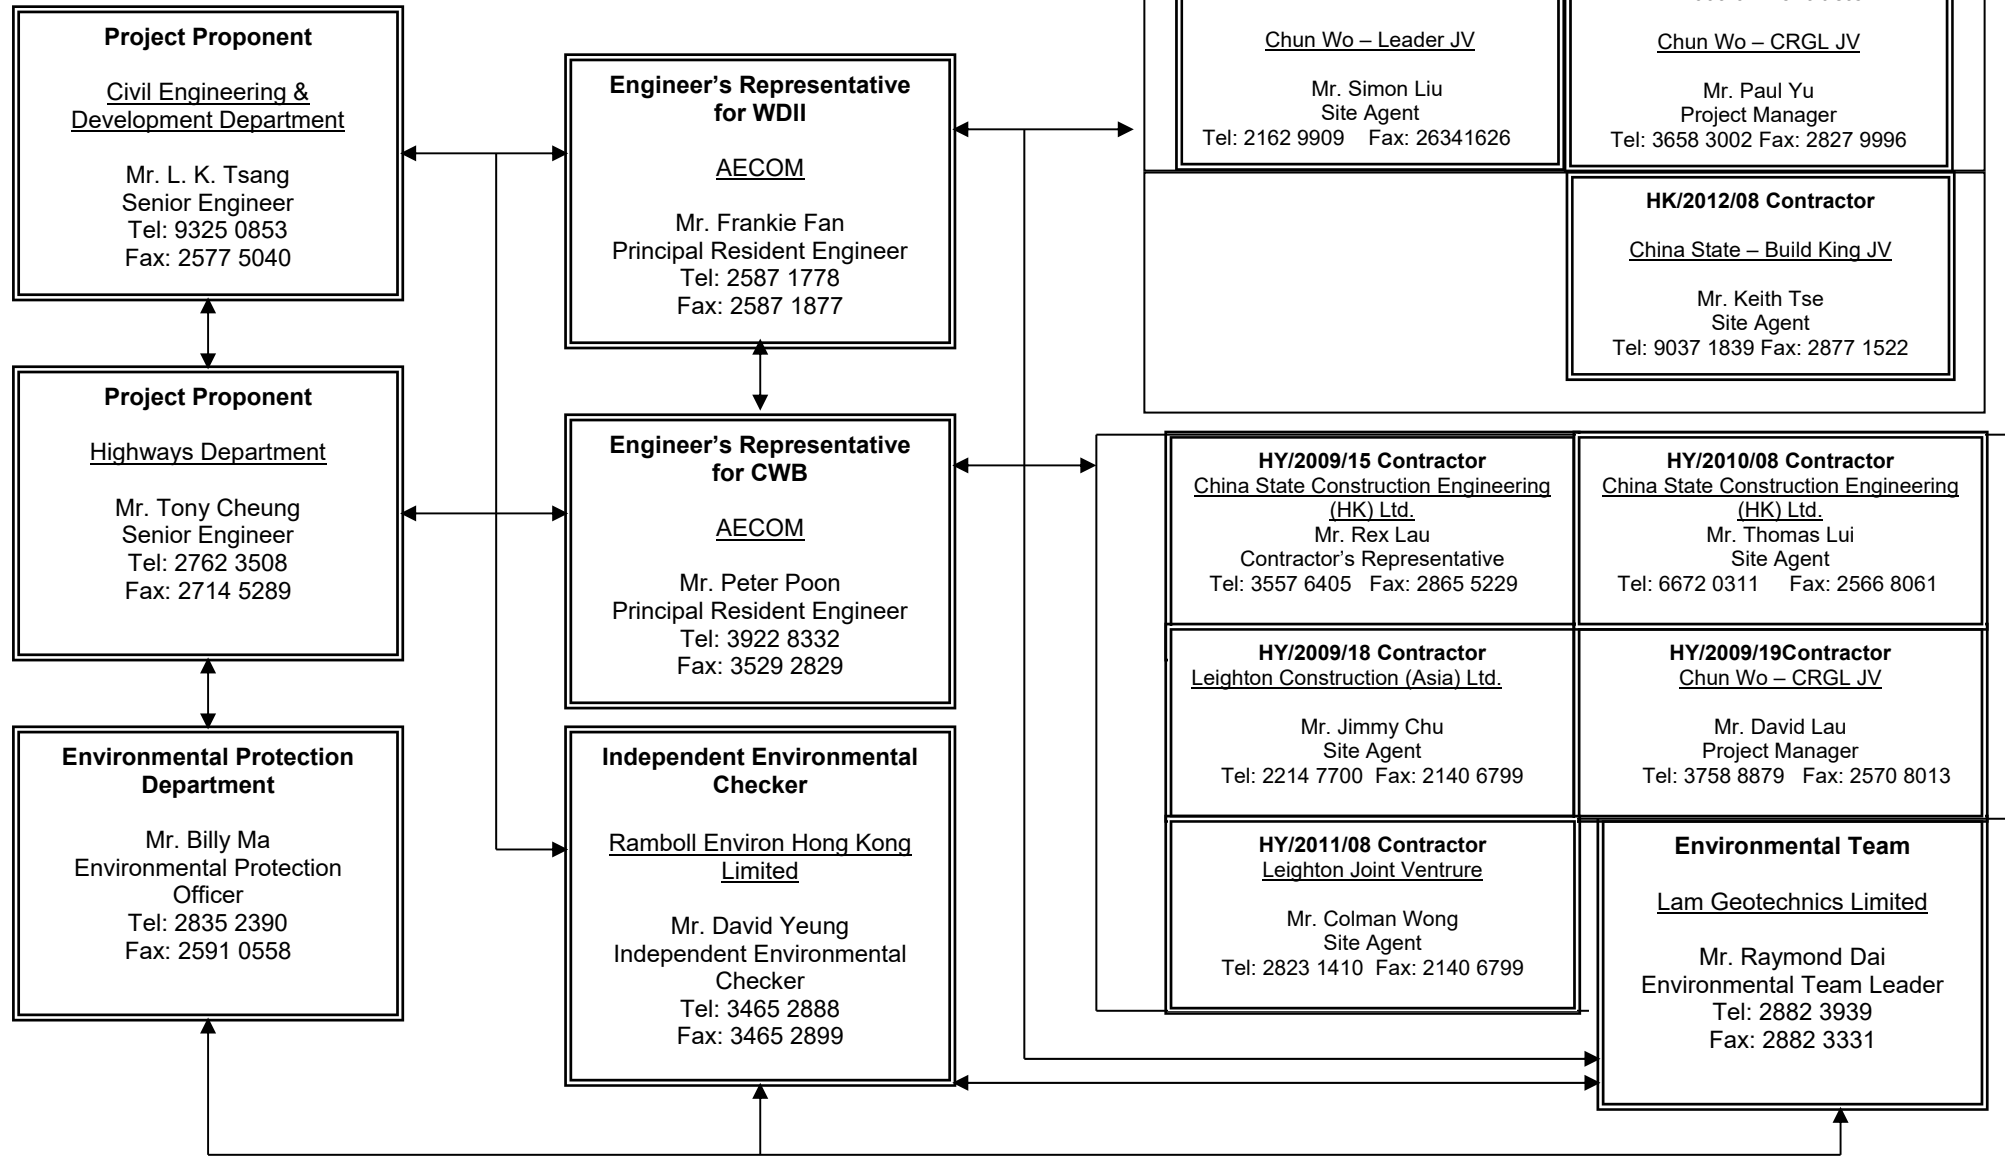 Project Proponent
Civil Engineering &
Development Department
Mr. L. K. Tsang
Senior Engineer
Tel: 9325 0853
Fax: 2577 5040
Project Proponent
Highways Department
Mr. Tony Cheung
Senior Engineer
Tel: 2762 3508
Fax: 2714 5289
Environmental Protection
Department
Mr. Billy Ma
Environmental Protection
Officer
Tel: 2835 2390
Fax: 2591 0558
Engineer’s Representative
for WDII
AECOM
Mr. Frankie Fan
Principal Resident Engineer
Tel: 2587 1778
Fax: 2587 1877
Engineer’s Representative
for CWB
AECOM
Mr. Peter Poon
Principal Resident Engineer
Tel: 3922 8332
Fax: 3529 2829
Independent Environmental
Checker
Ramboll Environ Hong Kong
Limited
Mr. David Yeung
Independent Environmental
Checker
Tel: 3465 2888
Fax: 3465 2899
Chun Wo – Leader JV
Mr. Simon Liu
Site Agent
Tel: 2162 9909 Fax: 26341626
Chun Wo – CRGL JV
Mr. Paul Yu
Project Manager
Tel: 3658 3002 Fax: 2827 9996
HK/2012/08 Contractor
China State – Build King JV
Mr. Keith Tse
Site Agent
Tel: 9037 1839 Fax: 2877 1522
HY/2009/15 Contractor
China State Construction Engineering
(HK) Ltd.
Mr. Rex Lau
Contractor’s Representative
Tel: 3557 6405 Fax: 2865 5229
HY/2010/08 Contractor
China State Construction Engineering
(HK) Ltd.
Mr. Thomas Lui
Site Agent
Tel: 6672 0311 Fax: 2566 8061
HY/2009/18 Contractor
Leighton Construction (Asia) Ltd.
Mr. Jimmy Chu
Site Agent
Tel: 2214 7700 Fax: 2140 6799
HY/2009/19Contractor
Chun Wo – CRGL JV
Mr. David Lau
Project Manager
Tel: 3758 8879 Fax: 2570 8013
HY/2011/08 Contractor
Leighton Joint Ventrure
Mr. Colman Wong
Site Agent
Tel: 2823 1410 Fax: 2140 6799
Environmental Team
Lam Geotechnics Limited
Mr. Raymond Dai
Environmental Team Leader
Tel: 2882 3939
Fax: 2882 3331